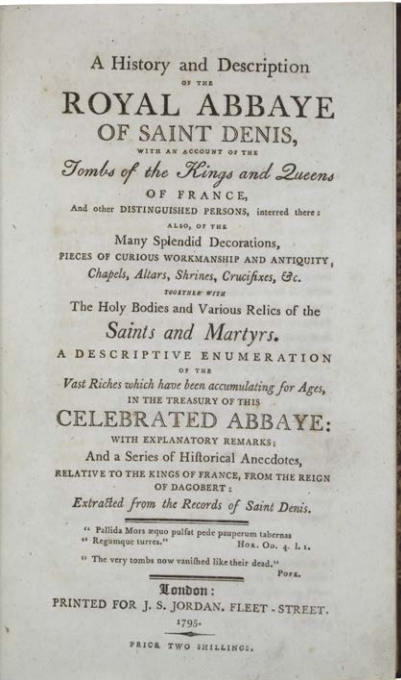 A History and Description
OF THE
ROYAL ABBAYE
OF SAINT DENIS,
WITH AN ACCOUNT OF THE
Tombs of the Kings and Queens
OF FRANCE,
And other DISTINGUISHED PERSONS, interred there:
ALSO, OF THE
Many Splendid Decorations,
PIECES OF CURIOUS WORKMANSHIP AND ANTIQUITY,
Chapels, Altars, Shrines, Crucifixes, &c.
TOGETHER WITH
The Holy Bodies and Various Relics of the
Saints and Martyrs.
A DESCRIPTIVE ENUMERATION
OF THE
Vast Riches which have been accumulating for Ages,
IN THE TREASURY OF THIS
CELEBRATED ABBAYE:
WITH EXPLANATORY REMARKS;
And a Series of Hiſtorical Anecdotes,
RELATIVE TO THE KINGS OF FRANCE, FROM THE REIGN
OF DAGOBERT:
Extracted from the Records of Saint Denis.
“ Pallida Mors æquo pulſat pede pauperum tabernas
“ Regumque turres.” HOR. OD. 4. l. 1.
“ The very tombs now vaniſhed like their dead.”
POPE.
London:
PRINTED FOR J. S. JORDAN. FLEET-STREET.
1795.
PRICE TWO SHILLINGS.